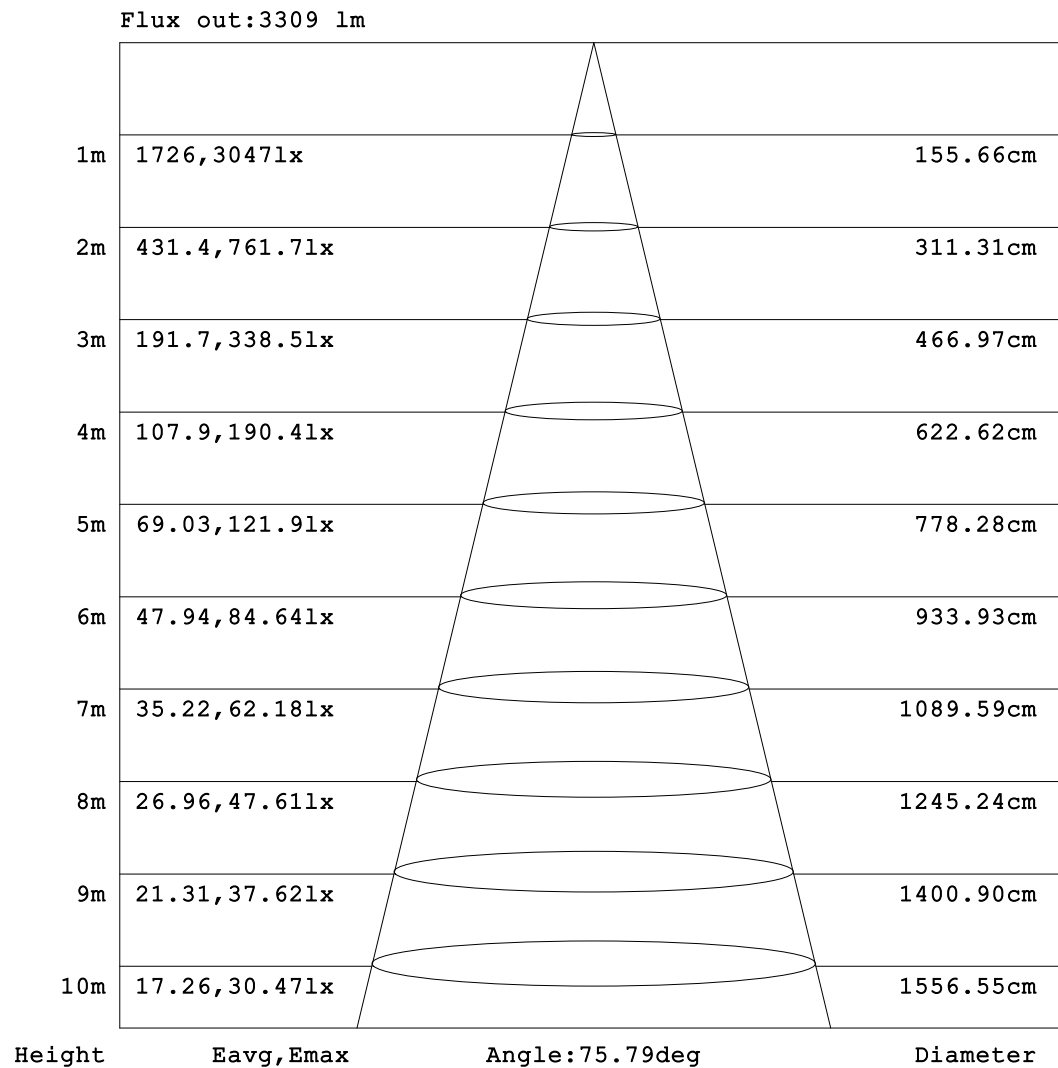 Flux out:3309 lm
1m 1726,3047lx 155.66cm
2m 431.4,761.7lx 311.31cm
3m 191.7,338.5lx 466.97cm
4m 107.9,190.4lx 622.62cm
5m 69.03,121.9lx 778.28cm
6m 47.94,84.64lx 933.93cm
7m 35.22,62.18lx 1089.59cm
8m 26.96,47.61lx 1245.24cm
9m 21.31,37.62lx 1400.90cm
10m 17.26,30.47lx 1556.55cm
Height Eavg,Emax Angle:75.79deg Diameter